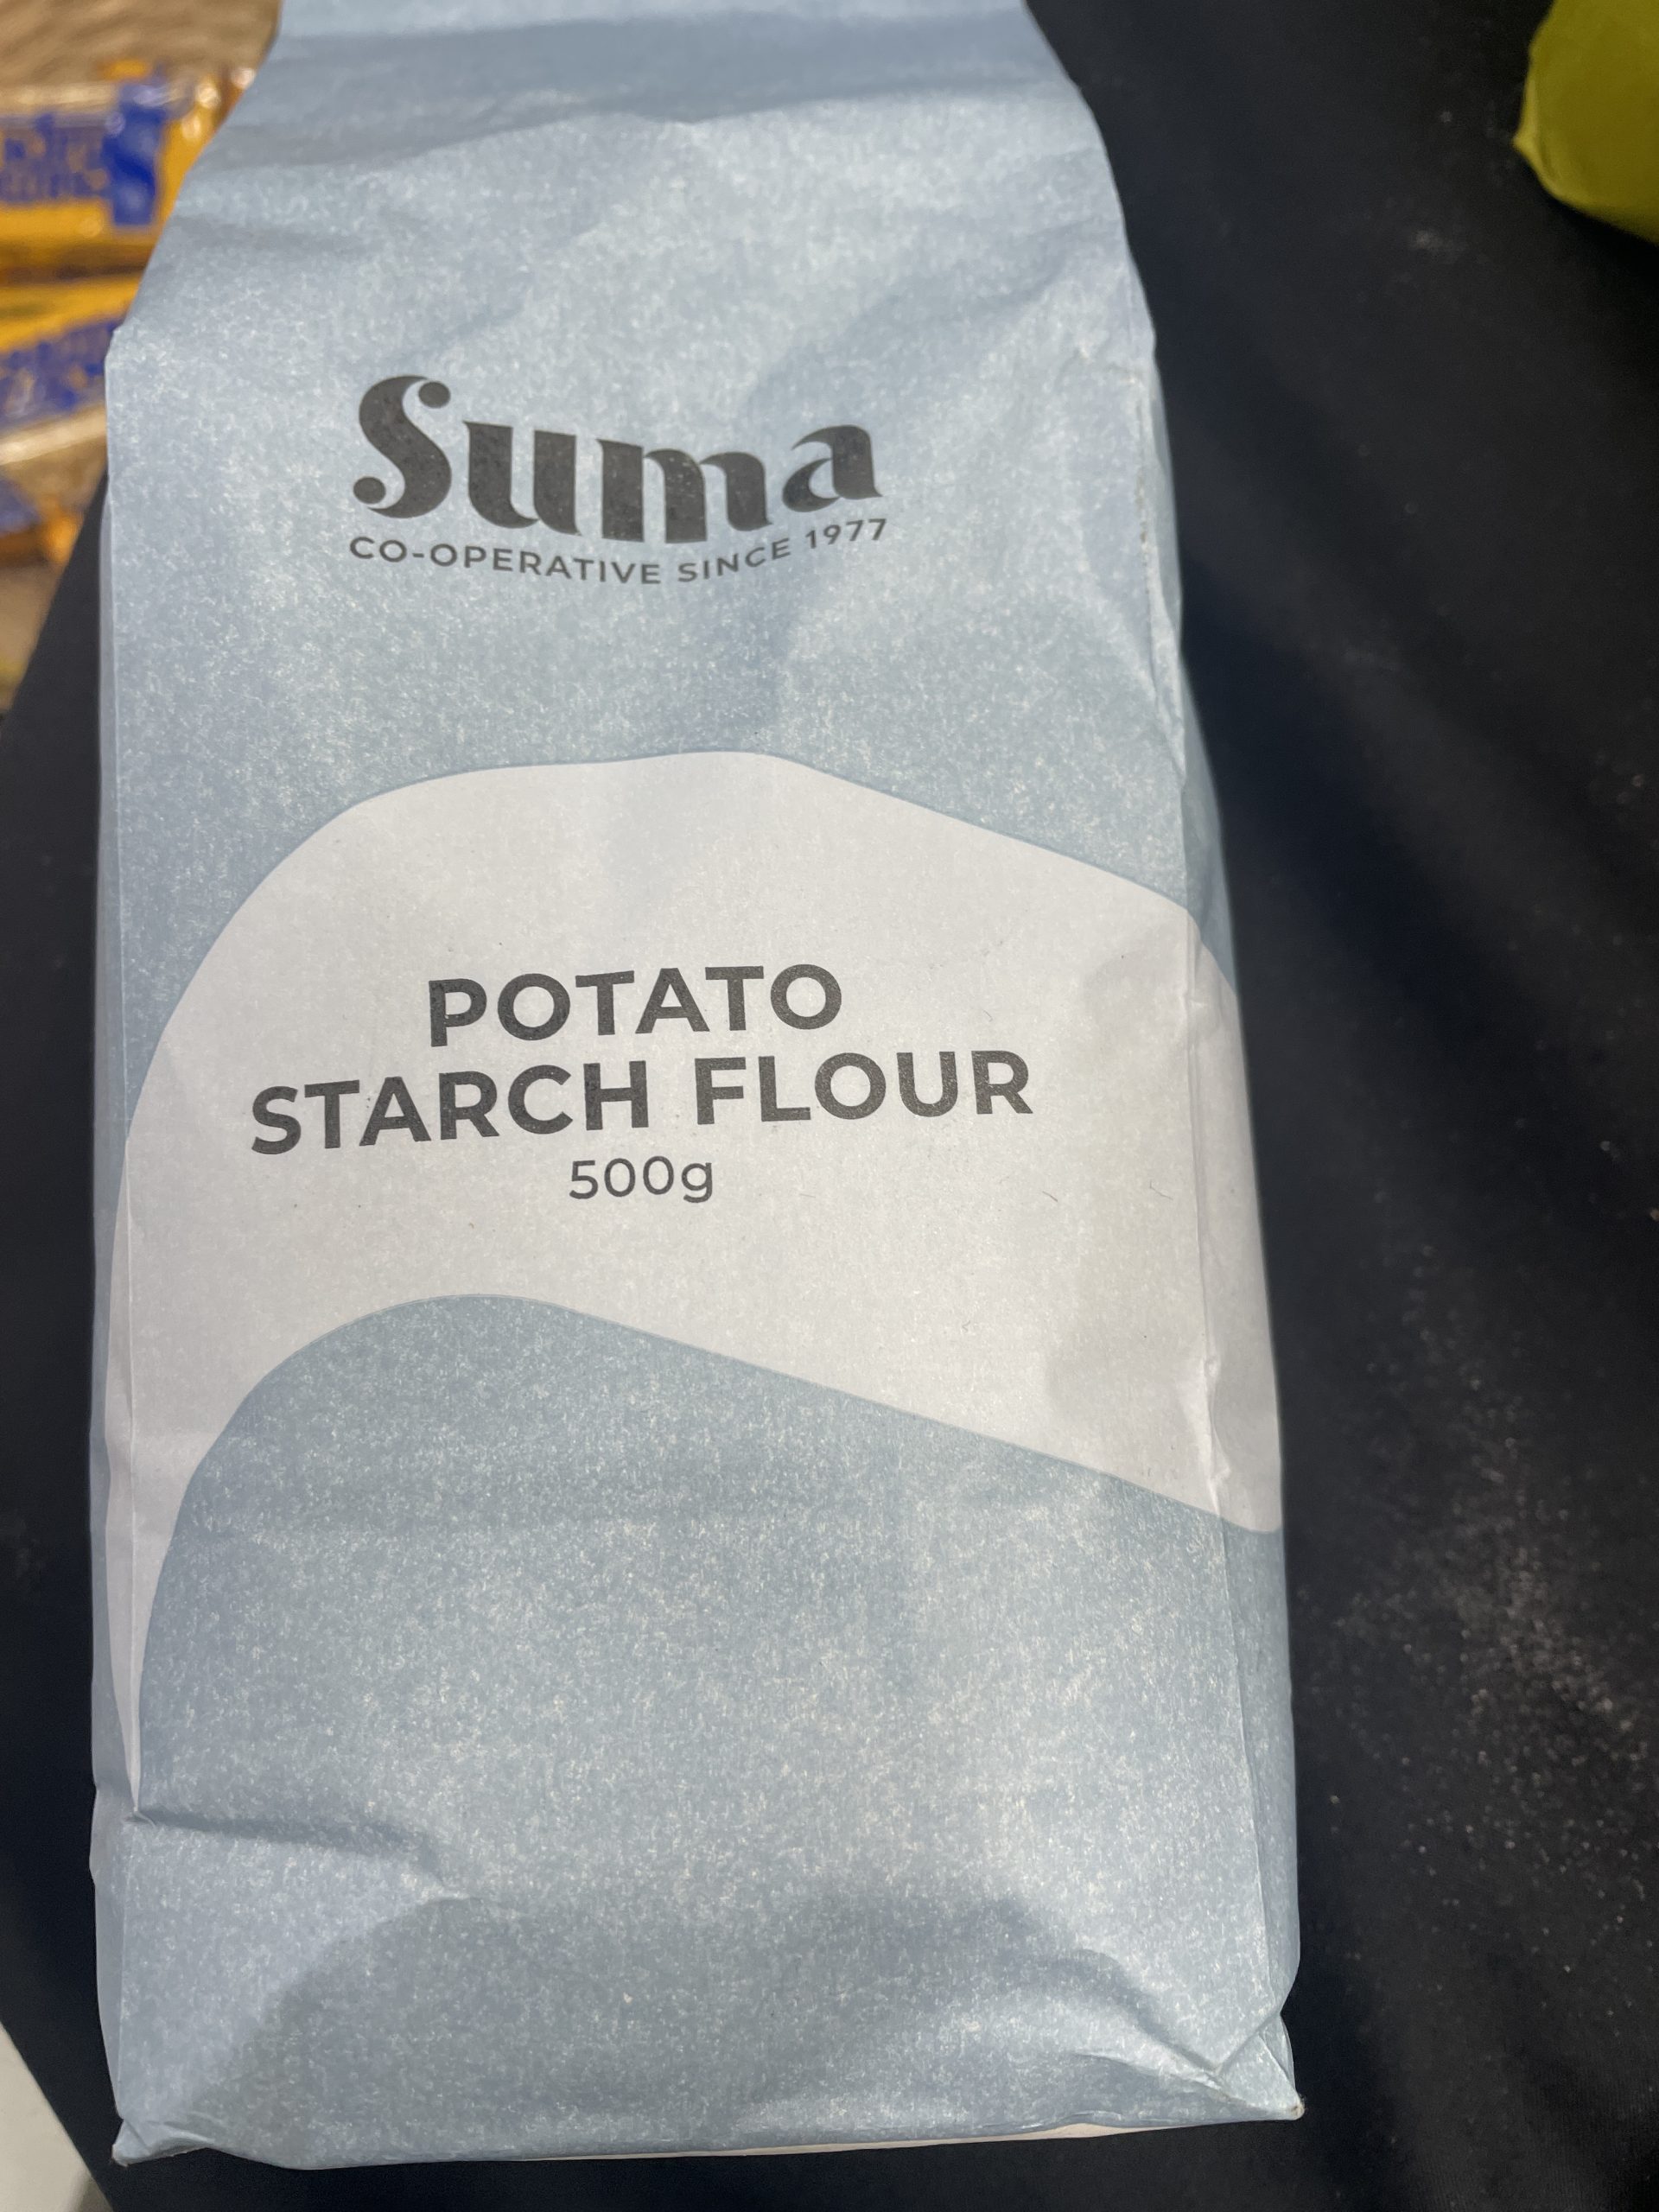 Suma
CO-OPERATIVE SINCE 1977
POTATO
STARCH FLOUR
500g